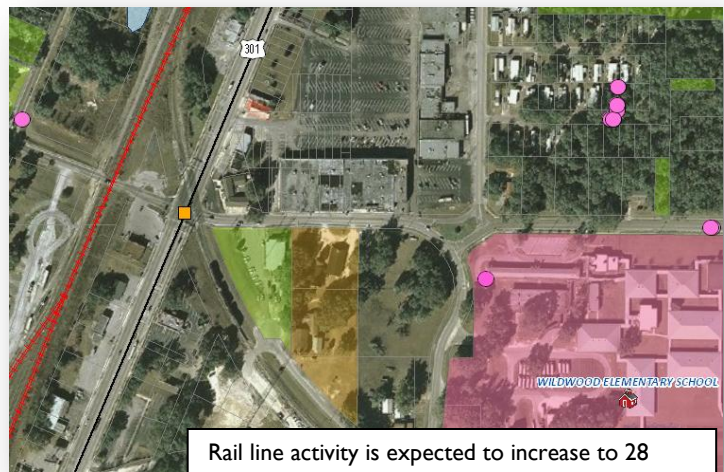 301
WILDWOOD ELEMENTARY SCHOOL
Rail line activity is expected to increase to 28